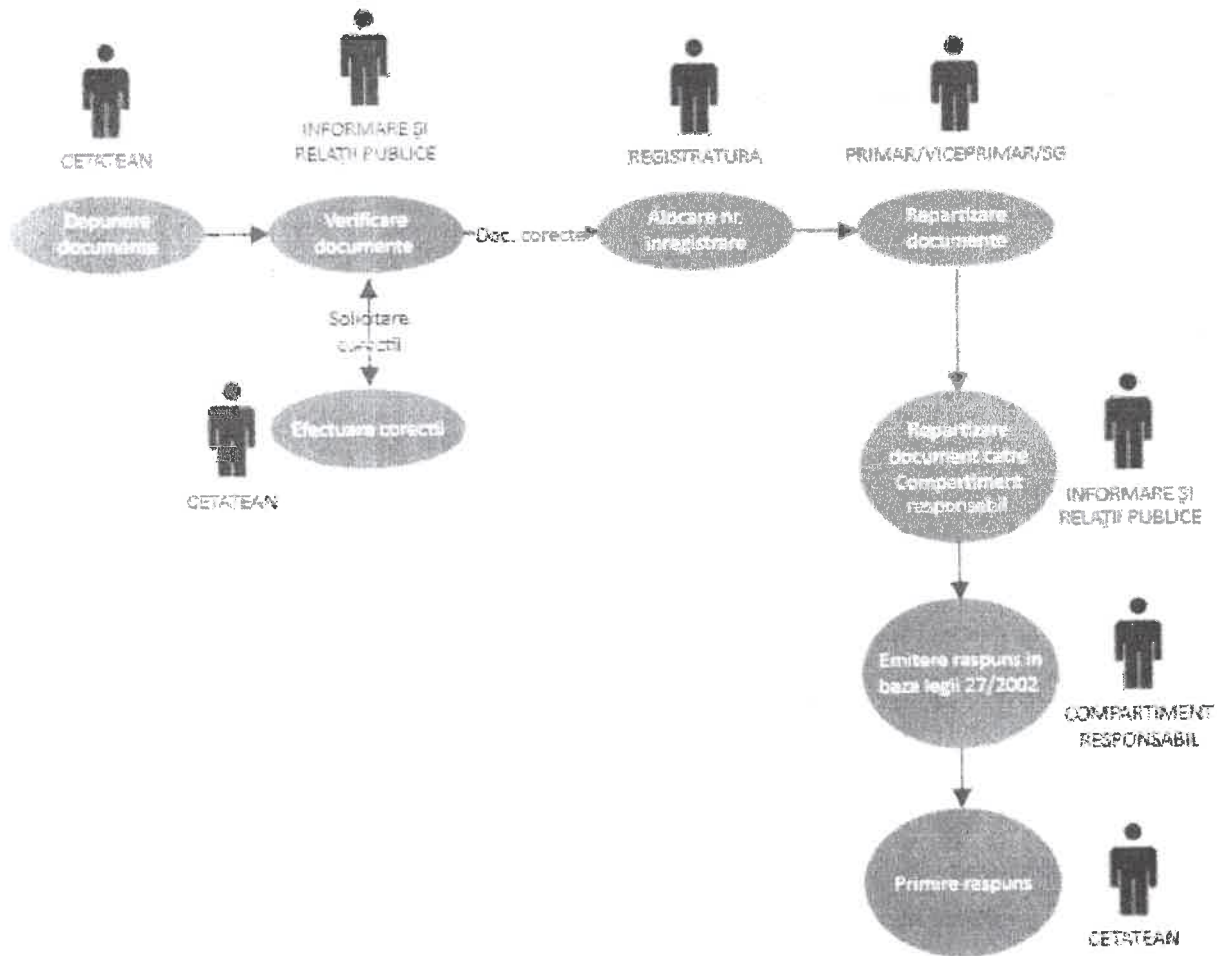 CETATEAN
INFORMARE ȘI
RELAȚII PUBLICE
REGISTRATURA
PRIMAR/VICEPRIMAR/SG
Depunere
documente
Verificare
documente
Doc. corecte
Alocare nr.
inregistrare
Repartizare
documente
Solicitare
corectii
CETATEAN
Efectuare corectii
Repartizare
document catre
Compartiment
responsabil
INFORMARE ȘI
RELAȚII PUBLICE
Emitere raspuns in
baza legii 27/2002
COMPARTIMENT
RESPONSABIL
Primire raspuns
CETATEAN